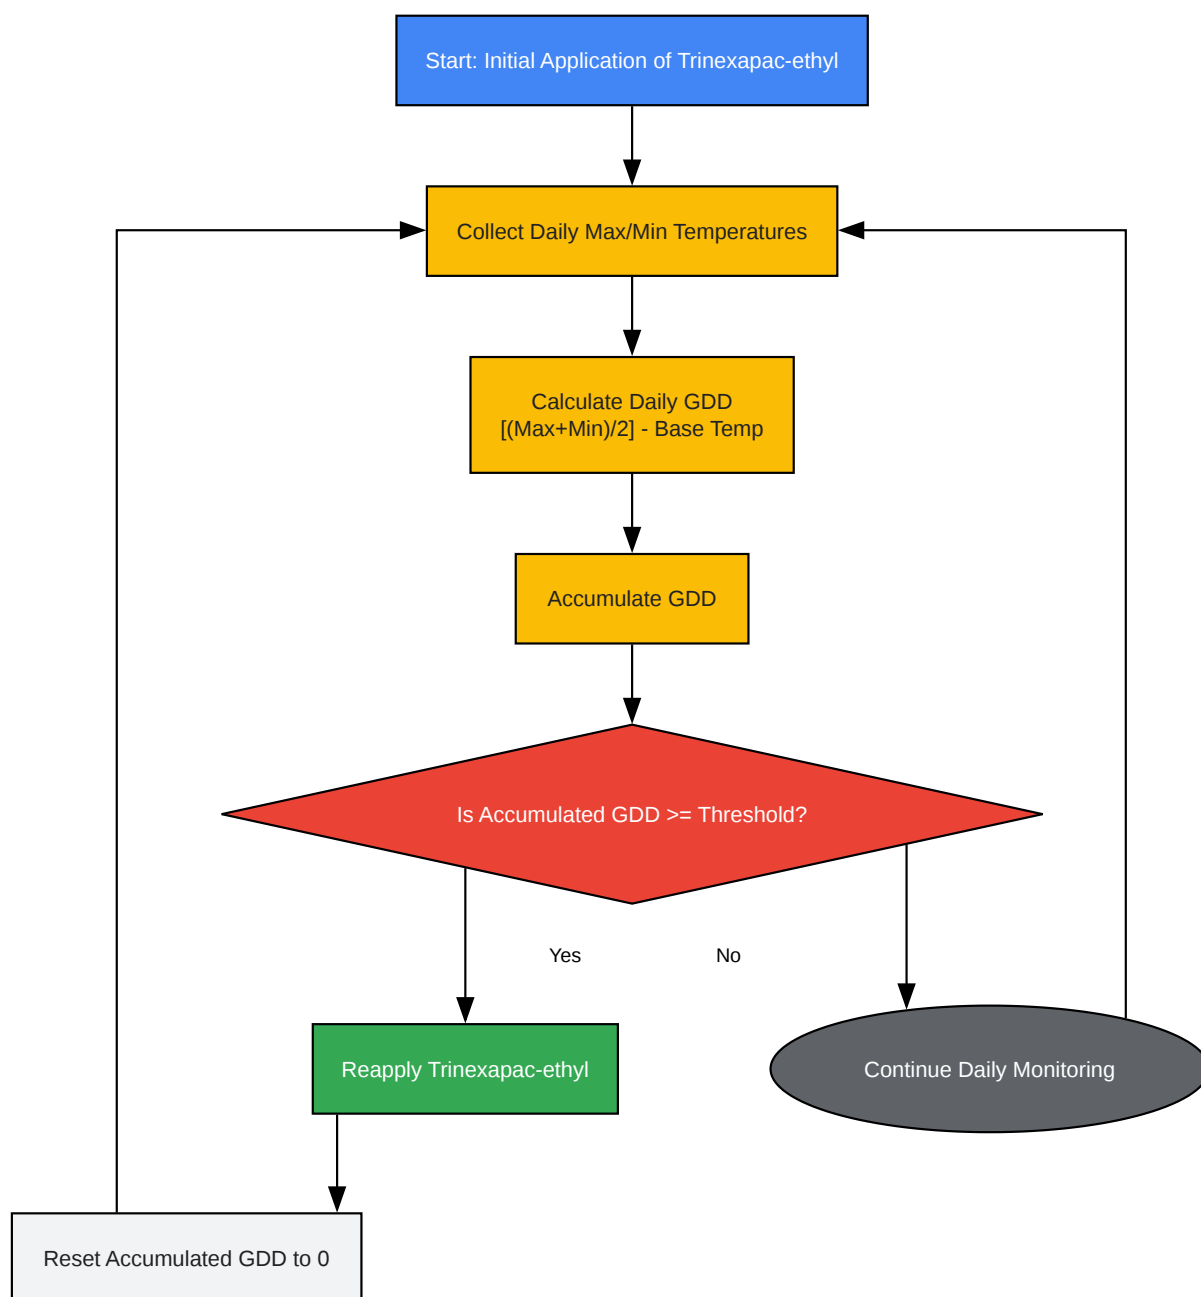 Start: Initial Application of Trinexapac-ethyl
Collect Daily Max/Min Temperatures
Calculate Daily GDD
[(Max+Min)/2] - Base Temp
Accumulate GDD
Is Accumulated GDD >= Threshold?
Yes
No
Reapply Trinexapac-ethyl
Continue Daily Monitoring
Reset Accumulated GDD to 0